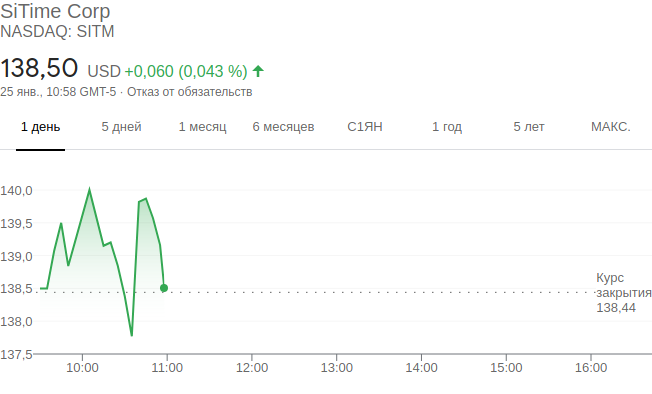 SiTime Corp
NASDAQ: SITM
138,50 USD +0,060 (0,043 %)
25 янв., 10:58 GMT-5 · Отказ от обязательств
1 день 5 дней 1 месяц 6 месяцев С1ЯН 1 год 5 лет МАКС.
140,0
139,5
139,0
138,5
138,0
137,5
Курс
закрытия
138,44
10:00 11:00 12:00 13:00 14:00 15:00 16:00